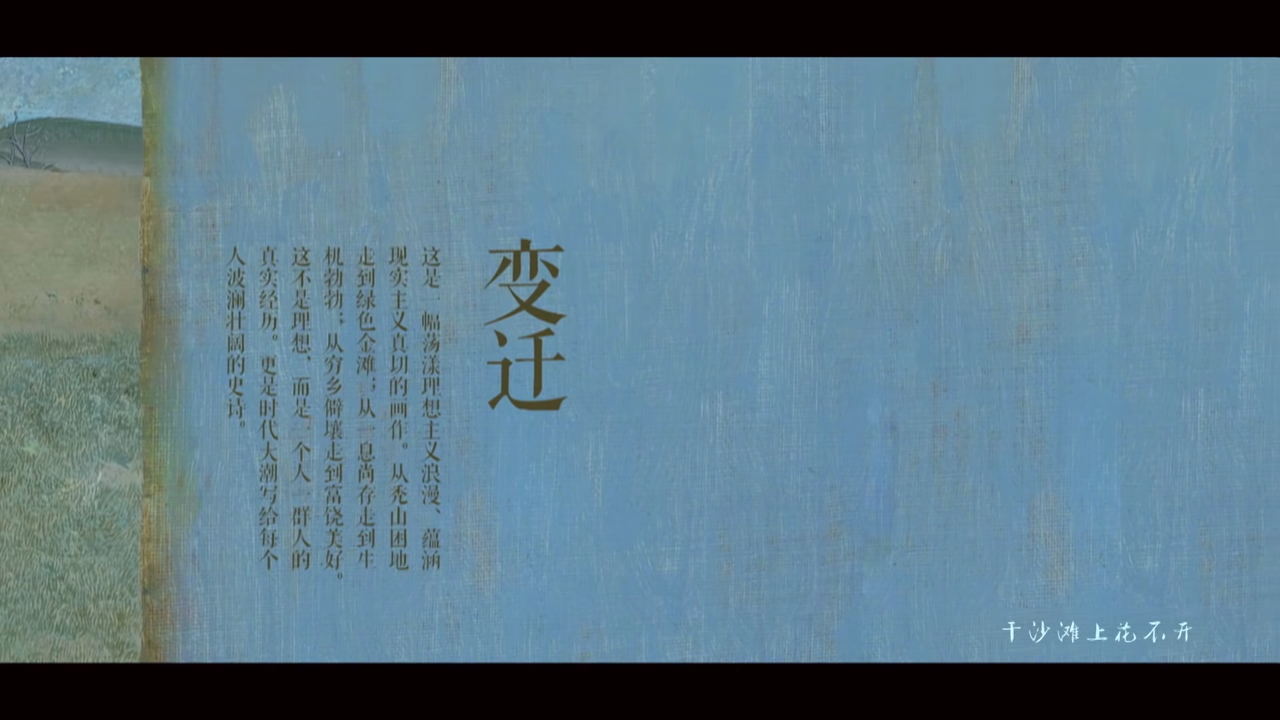 变迁
这是一幅荡漾理想主义浪漫、蕴涵
现实主义真切的画作。从秃山困地
走到绿色金滩；从一息尚存走到生
机勃勃；从穷乡僻壤走到富饶美好。
这不是理想，而是一个人一群人的
真实经历。更是时代大潮写给每个
人波澜壮阔的史诗。
干沙滩上花不开